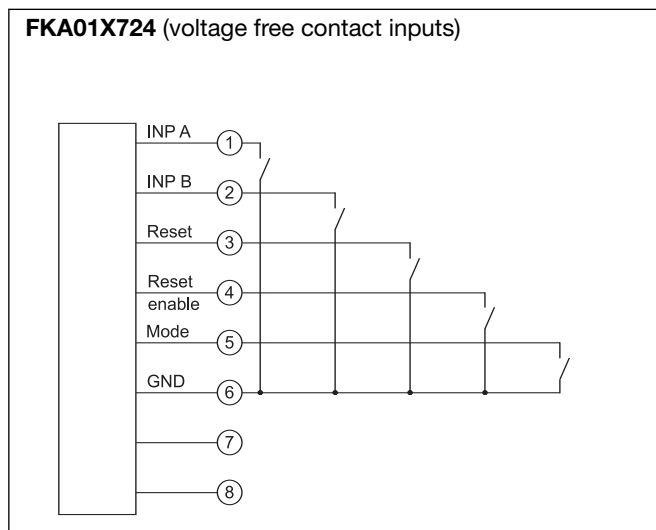 FKA01X724 (voltage free contact inputs)
INP A
1
INP B
2
Reset
3
Reset
enable
4
Mode
5
GND
6
7
8